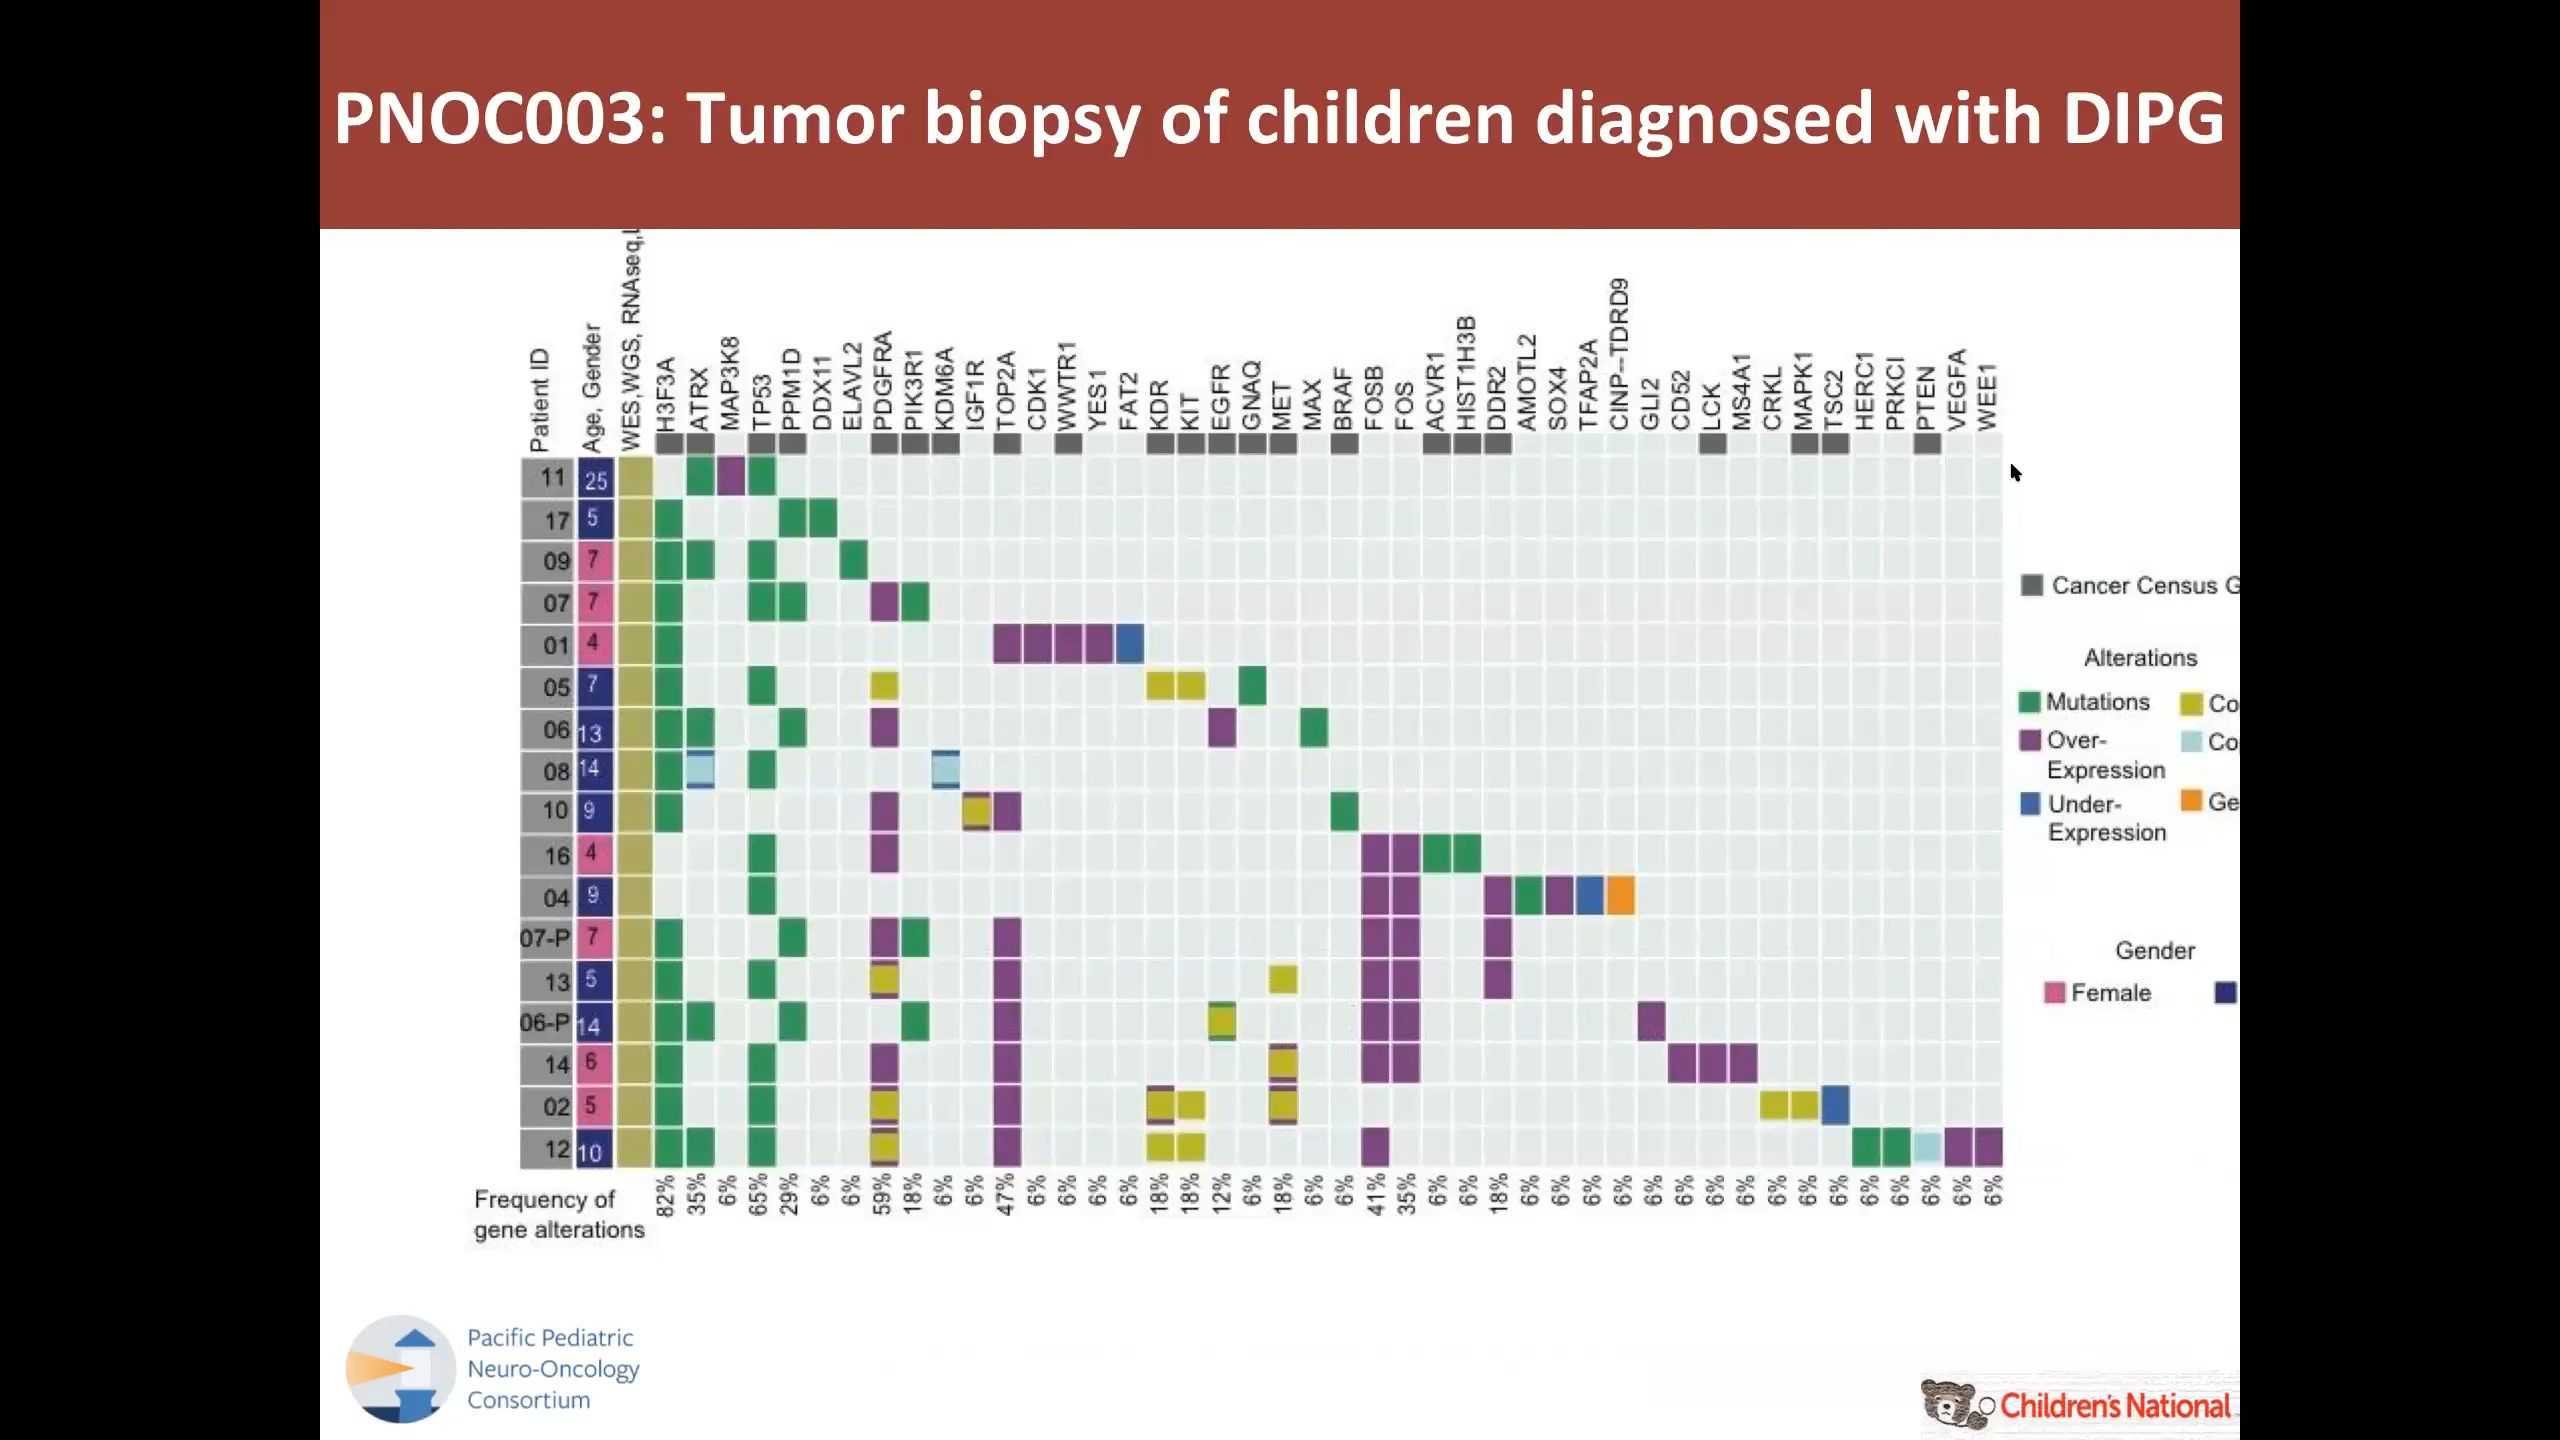 PNOC003: Tumor biopsy of children diagnosed with DIPG
Patient ID
Age, Gender
WES,WGS, RNAseq,
H3F3A
ATRX
MAP3K8
TP53
PPM1D
DDX11
ELAVL2
PDGFRA
PIK3R1
KDM6A
IGF1R
TOP2A
CDK1
WWTR1
YES1
FAT2
KDR
KIT
EGFR
GNAQ
MET
MAX
BRAF
FOSB
FOS
ACVR1
HIST1H3B
DDR2
AMOTL2
SOX4
TFAP2A
CINP--TDRD9
GLI2
CD52
LCK
MS4A1
CRKL
MAPK1
TSC2
HERC1
PRKCI
PTEN
VEGFA
WEE1
11 25
17 5
09 7
07 7
01 4
05 7
06 13
08 14
10 9
16 4
04 9
07-P 7
13 5
06-P 14
14 6
02 5
12 10
Frequency of
gene alterations
82% 35% 6% 65% 29% 6% 6% 59% 18% 6% 6% 47% 6% 6% 6% 6% 18% 18% 12% 6% 18% 6% 6% 41% 35% 6% 6% 18% 6% 6% 6% 6% 6% 6% 6% 6% 6% 6% 6% 6% 6% 6% 6% 6%
Cancer Census G
Alterations
Mutations Co
Over-
Expression
Co
Under-
Expression
Ge
Gender
Female
Pacific Pediatric
Neuro-Oncology
Consortium
Children's National